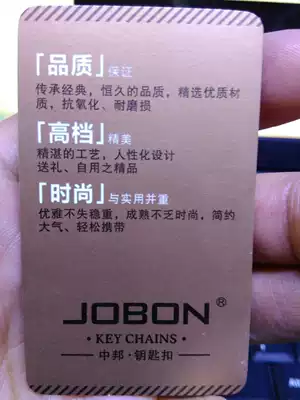 「品质」保证
传承经典,恒久的品质,精选优质材
质,抗氧化、耐磨损
「高档」精美
精湛的工艺,人性化设计
送礼、自用之精品
「时尚」与实用并重
优雅不失稳重,成熟不乏时尚,简约
大气、轻松携带
JOBON®
·KEY CHAINS·
中邦·钥匙扣